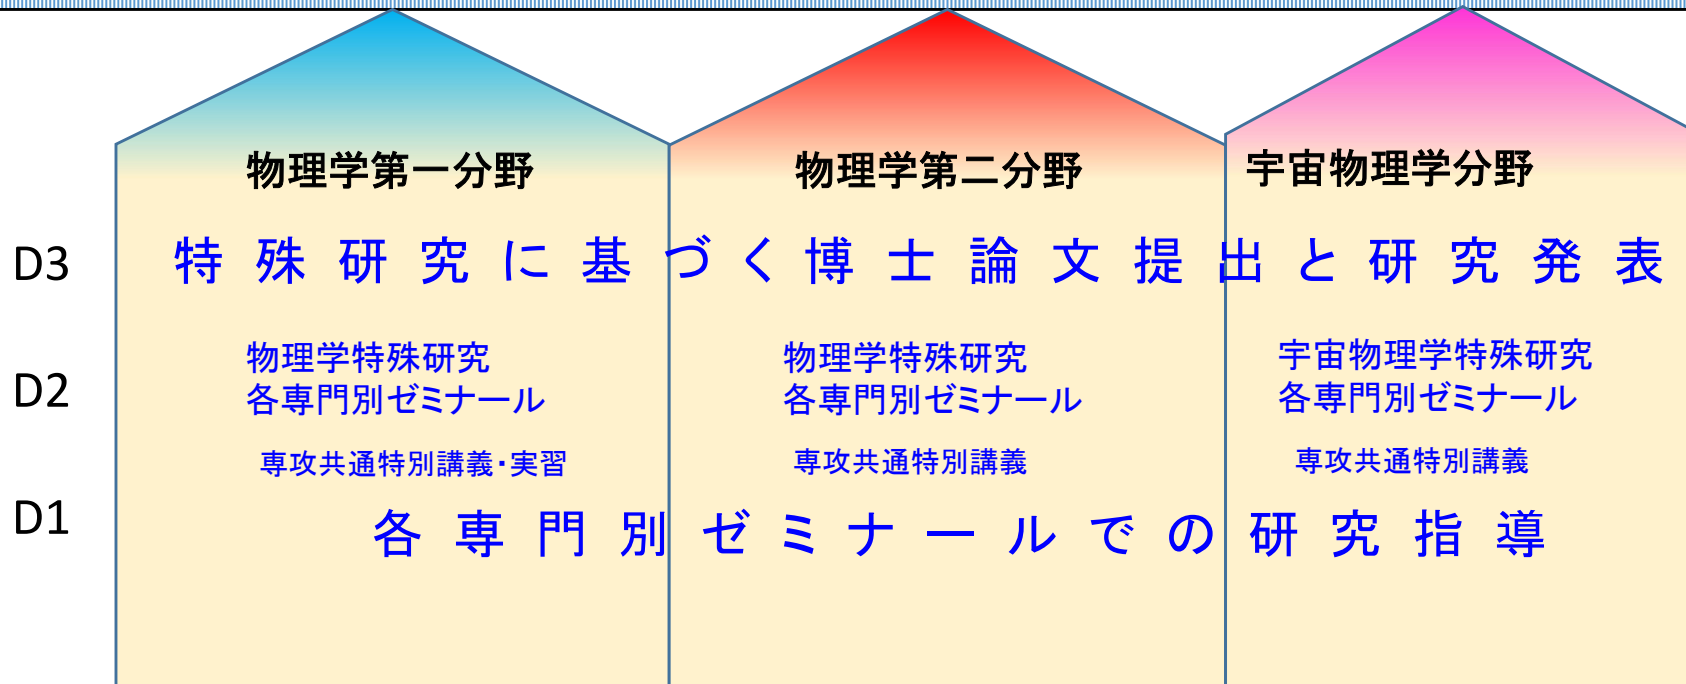 物理学第一分野
物理学第二分野
宇宙物理学分野
D3
特殊研究に基づく博士論文提出と研究発表
D2
物理学特殊研究
各専門別ゼミナール
物理学特殊研究
各専門別ゼミナール
宇宙物理学特殊研究
各専門別ゼミナール
専攻共通特別講義・実習
専攻共通特別講義
専攻共通特別講義
D1
各専門別ゼミナールでの研究指導